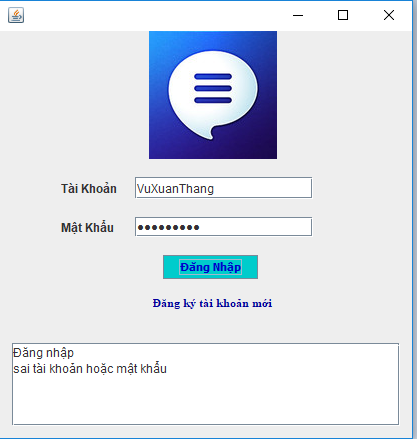 Tài Khoản VuXuanThang
Mật Khẩu ●●●●●●●●●
Đăng Nhập
Đăng ký tài khoản mới
Đăng nhập
sai tài khoản hoặc mật khẩu